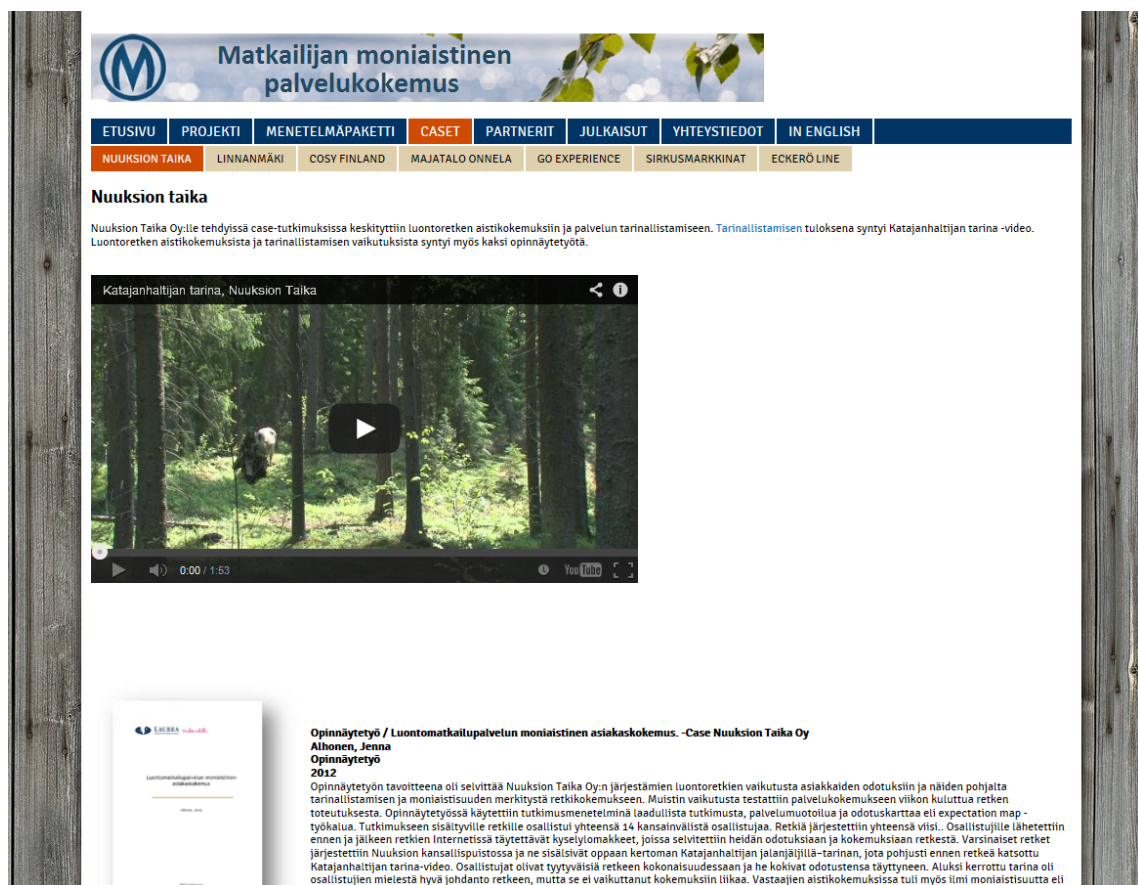 Matkailijan moniaistinen
palvelukokemus
ETUSIVU PROJEKTI MENETELMÄPAKETTI CASET PARTNERIT JULKAISUT YHTEYSTIEDOT IN ENGLISH
NUUKSION TAIKA LINNANMÄKI COSY FINLAND MAJATALO ONNELA GO EXPERIENCE SIRKUSMARKKINAT ECKERÖ LINE
Nuuksion taika
Nuuksion Taika Oy:lle tehdyissä case-tutkimuksissa keskityttiin luontoretken aistikokemuksiin ja palvelun tarinallistamiseen. Tarinallistamisen tuloksena syntyi Katajanhaltijan tarina -video.
Luontoretken aistikokemuksista ja tarinallistamisen vaikutuksista syntyi myös kaksi opinnäytetyötä.
Katajanhaltijan tarina, Nuuksion Taika
0:00 / 1:53 YouTube
LAUREA
Luontomatkailupalvelun moniaistinen
asiakaskokemus
Opinnäytetyö / Luontomatkailupalvelun moniaistinen asiakaskokemus. -Case Nuuksion Taika Oy
Alhonen, Jenna
Opinnäytetyö
2012
Opinnäytetyön tavoitteena oli selvittää Nuuksion Taika Oy:n järjestämien luontoretkien vaikutusta asiakkaiden odotuksiin ja näiden pohjalta
tarinallistamisen ja moniaistisuuden merkitystä retkikokemukseen. Muistin vaikutusta testattiin palvelukokemukseen viikon kuluttua retken
toteutuksesta. Opinnäytetyössä käytettiin tutkimusmenetelminä laadullista tutkimusta, palvelumuotoilua ja odotuskarttaa eli expectation map -
työkalua. Tutkimukseen sisältyville retkille osallistui yhteensä 14 kansainvälistä osallistujaa. Retkiä järjestettiin yhteensä viisi.. Osallistujille lähetettiin
ennen ja jälkeen retkien Internetissä täytettävät kyselylomakkeet, joissa selvitettiin heidän odotuksiaan ja kokemuksiaan retkestä. Varsinaiset retket
järjestettiin Nuuksion kansallispuistossa ja ne sisälsivät oppaan kertoman Katajanhaltijan jalanjäljillä–tarinan, jota pohjusti ennen retkeä katsottu
Katajanhaltijan tarina-video. Osallistujat olivat tyytyväisiä retkeen kokonaisuudessaan ja he kokivat odotustensa täyttyneen. Aluksi kerrottu tarina oli
osallistujien mielestä hyvä johdanto retkeen, mutta se ei vaikuttanut kokemuksiin liikaa. Vastaajien aistikokemuksissa tuli myös ilmi moniaistisuutta eli